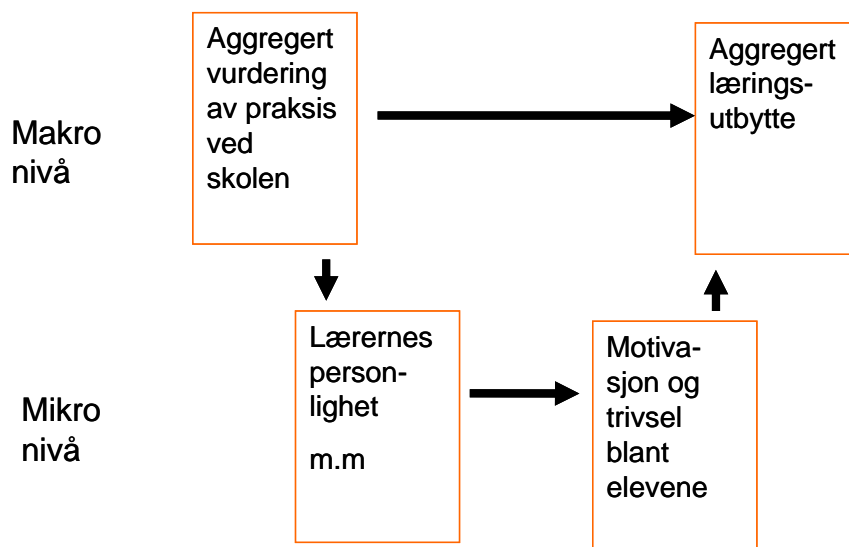 Makro
nivå
Aggregert
vurdering
av praksis
ved
skolen
Aggregert
lærings-
utbytte
Mikro
nivå
Lærernes
person-
lighet
m.m
Motiva-
sjon og
trivsel
blant
elevene